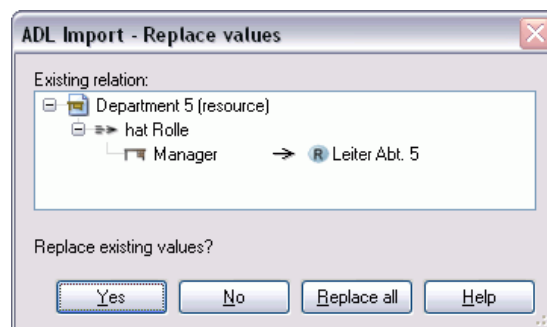 ADL Import - Replace values
Existing relation:
Department 5 (resource)
hat Rolle
Manager → R Leiter Abt. 5
Replace existing values?
Yes No Replace all Help